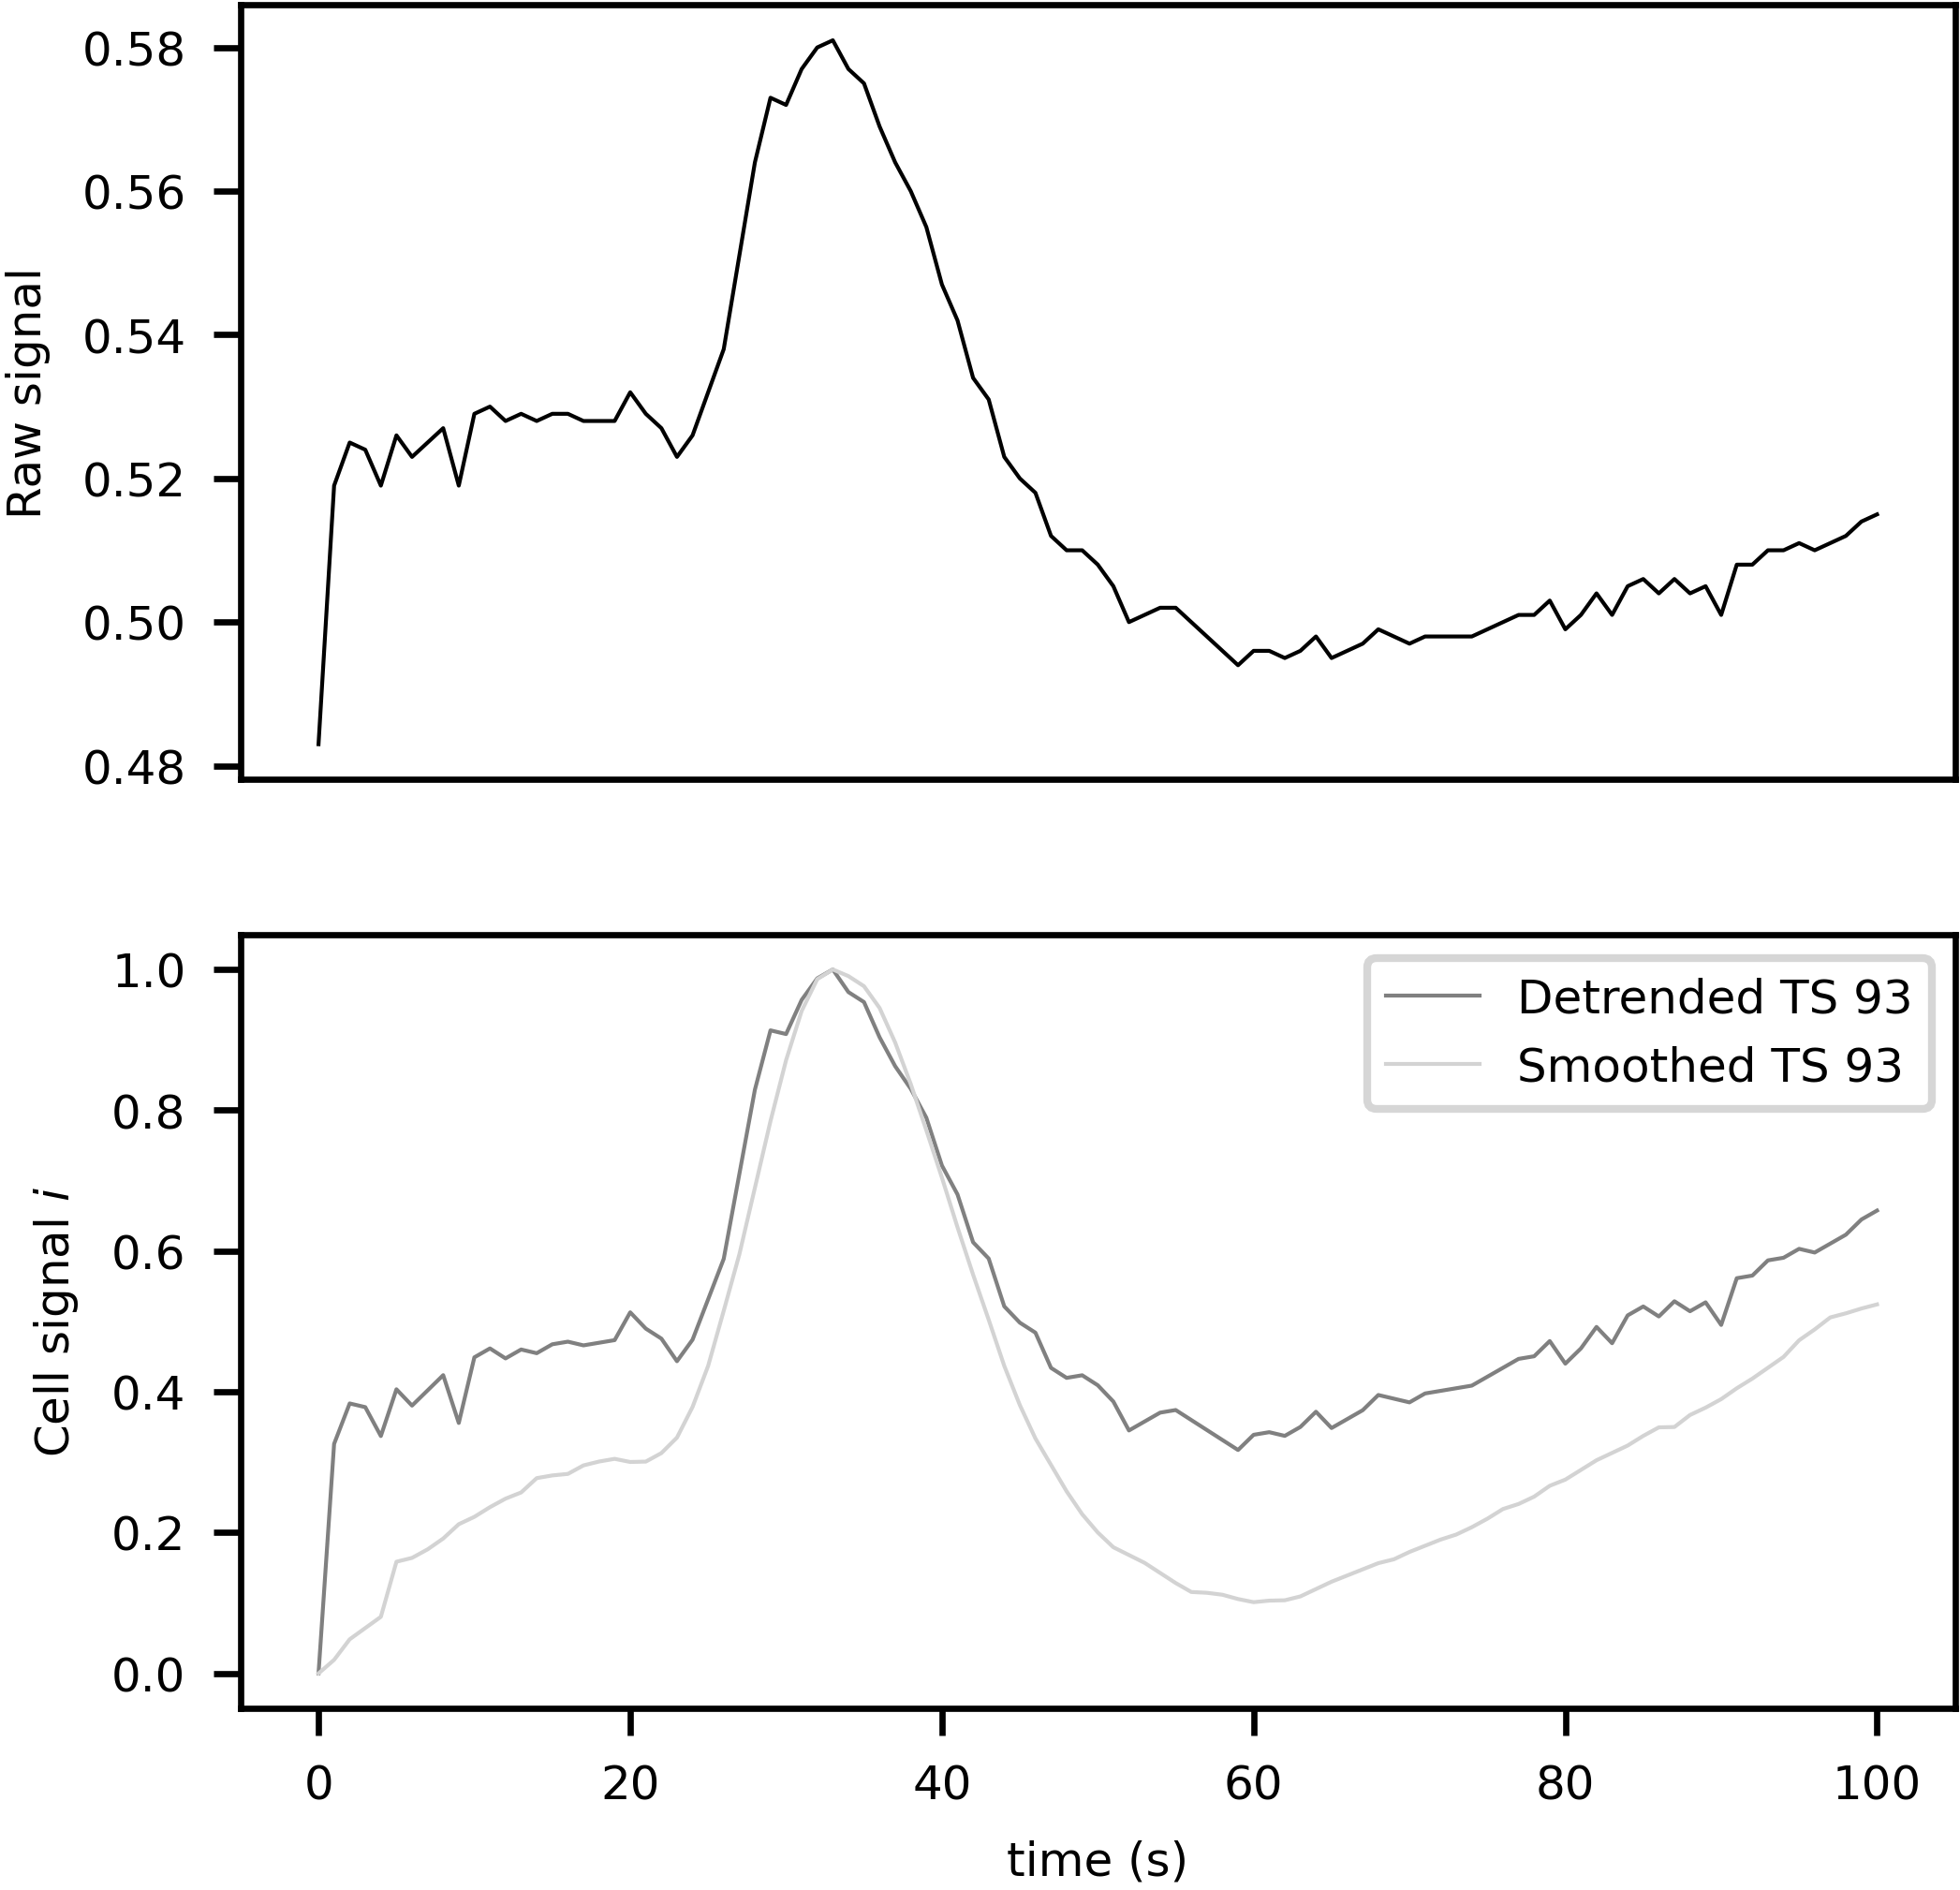 Raw signal
0.58
0.56
0.54
0.52
0.50
0.48
Cell signal i
1.0
0.8
0.6
0.4
0.2
0.0
Detrended TS 93
Smoothed TS 93
0 20 40 60 80 100
time (s)